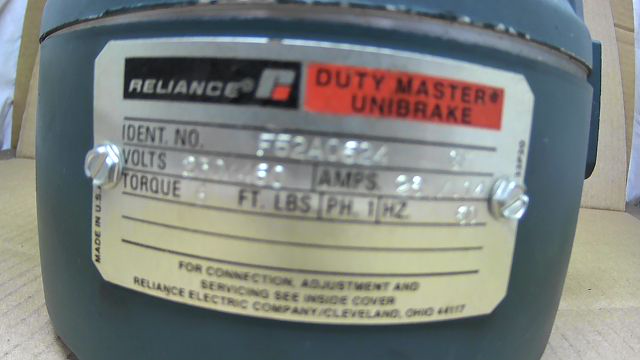 RELIANCE
DUTY MASTER®
UNIBRAKE
IDENT. NO.
VOLTS AMPS.
TORQUE FT. LBS PH. 1 HZ.
FOR CONNECTION, ADJUSTMENT AND
SERVICING SEE INSIDE COVER
RELIANCE ELECTRIC COMPANY/CLEVELAND, OHIO 44117
MADE IN U.S.A.